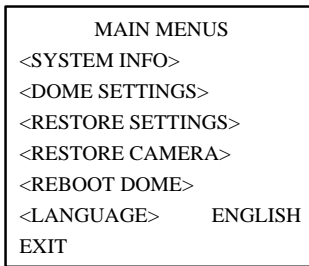 MAIN MENUS
<SYSTEM INFO>
<DOME SETTINGS>
<RESTORE SETTINGS>
<RESTORE CAMERA>
<REBOOT DOME>
<LANGUAGE> ENGLISH
EXIT